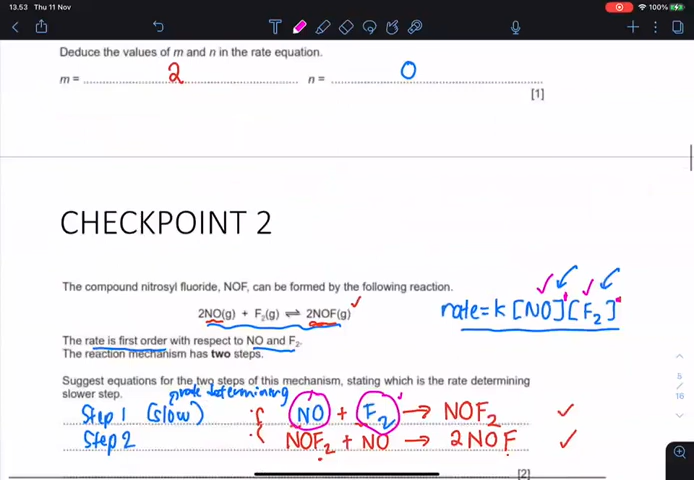 13.53 Thu 11 Nov
100%
Deduce the values of m and n in the rate equation.
m = 2 n = 0
[1]
CHECKPOINT 2
The compound nitrosyl fluoride, NOF, can be formed by the following reaction.
2NO(g) + F₂(g) ⇌ 2NOF(g) ✓
rate = k [NO]¹ [F₂]¹
The rate is first order with respect to NO and F₂.
The reaction mechanism has two steps.
Suggest equations for the two steps of this mechanism, stating which is the rate determining
slower step.
rate determining
Step 1 (slow) : NO + F₂ → NOF₂ ✓
Step 2 : NOF₂ + NO → 2NOF ✓
[2]
5
16